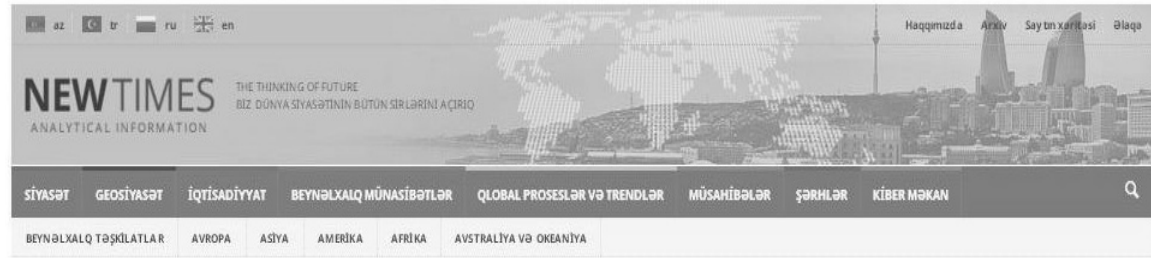 az tr ru en Haqqımızda Arxiv Saytın xəritəsi Əlaqə
NEWTIMES
ANALYTICAL INFORMATION
THE THINKING OF FUTURE
BİZ DÜNYA SİYASƏTİNİN BÜTÜN SİRLƏRİNİ AÇIRIQ
SİYASƏT GEOSİYASƏT İQTİSADİYYAT BEYNƏLXALQ MÜNASİBƏTLƏR QLOBAL PROSESLƏR VƏ TRENDLƏR MÜSAHİBƏLƏR ŞƏRHLƏR KİBER MƏKAN
BEYNƏLXALQ TƏŞKİLATLAR AVROPA ASİYA AMERİKA AFRİKA AVSTRALİYA VƏ OKEANİYA